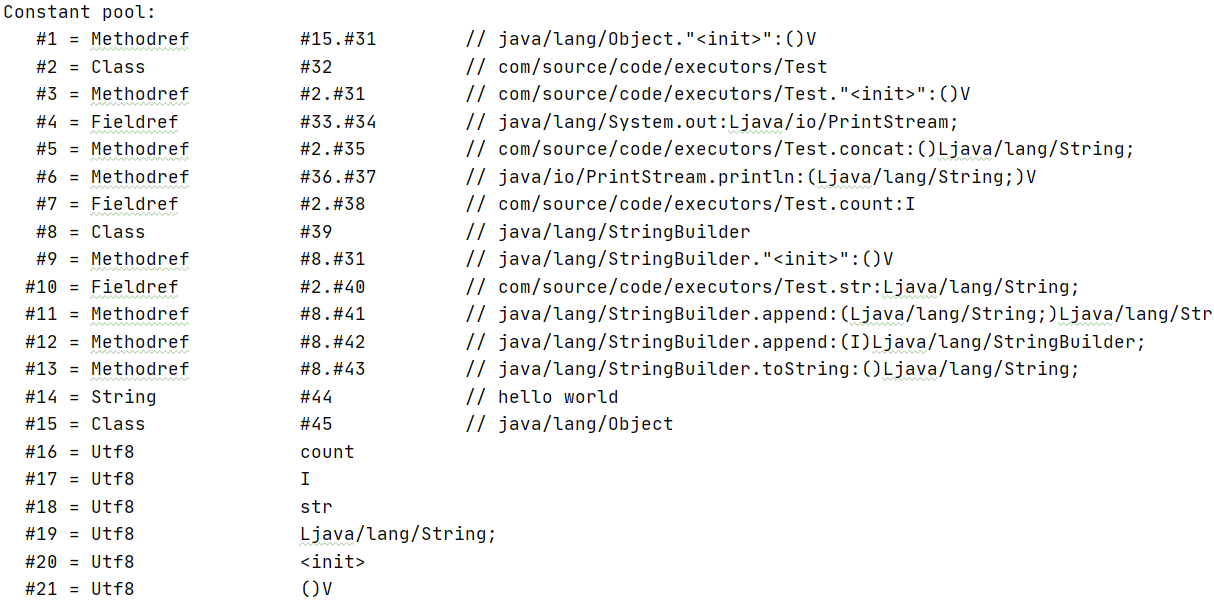 Constant pool:
#1 = Methodref #15.#31 // java/lang/Object."<init>":()V
#2 = Class #32 // com/source/code/executors/Test
#3 = Methodref #2.#31 // com/source/code/executors/Test."<init>":()V
#4 = Fieldref #33.#34 // java/lang/System.out:Ljava/io/PrintStream;
#5 = Methodref #2.#35 // com/source/code/executors/Test.concat:()Ljava/lang/String;
#6 = Methodref #36.#37 // java/io/PrintStream.println:(Ljava/lang/String;)V
#7 = Fieldref #2.#38 // com/source/code/executors/Test.count:I
#8 = Class #39 // java/lang/StringBuilder
#9 = Methodref #8.#31 // java/lang/StringBuilder."<init>":()V
#10 = Fieldref #2.#40 // com/source/code/executors/Test.str:Ljava/lang/String;
#11 = Methodref #8.#41 // java/lang/StringBuilder.append:(Ljava/lang/String;)Ljava/lang/Str
#12 = Methodref #8.#42 // java/lang/StringBuilder.append:(I)Ljava/lang/StringBuilder;
#13 = Methodref #8.#43 // java/lang/StringBuilder.toString:()Ljava/lang/String;
#14 = String #44 // hello world
#15 = Class #45 // java/lang/Object
#16 = Utf8 count
#17 = Utf8 I
#18 = Utf8 str
#19 = Utf8 Ljava/lang/String;
#20 = Utf8 <init>
#21 = Utf8 ()V